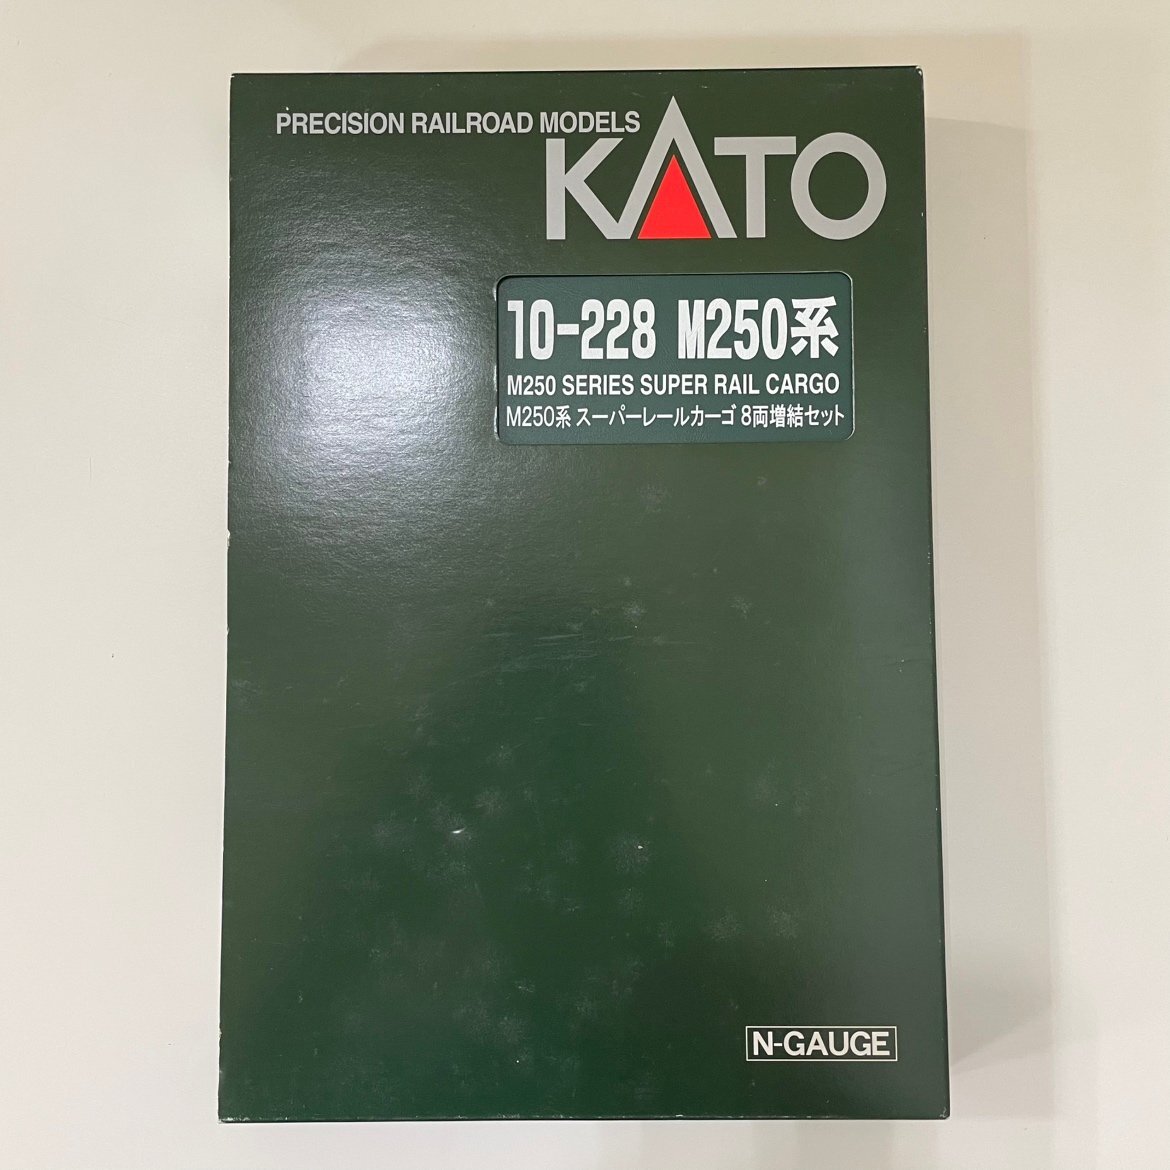 PRECISION RAILROAD MODELS
KATO
10-228 M250系
M250 SERIES SUPER RAIL CARGO
M250系 スーパーレールカーゴ 8両増結セット
N-GAUGE